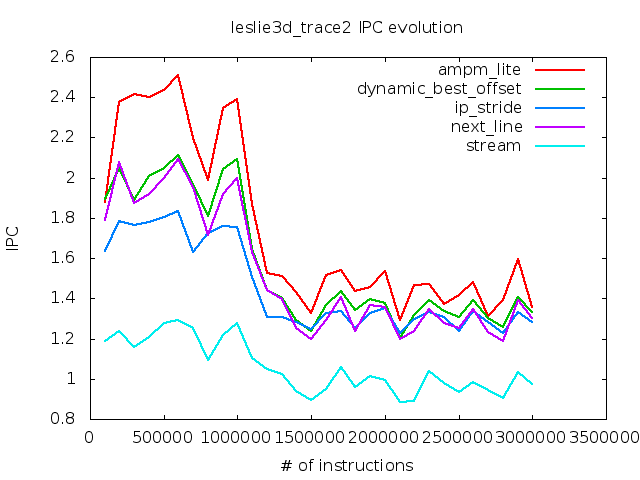 leslie3d_trace2 IPC evolution
2.6
2.4
2.2
2
1.8
1.6
1.4
1.2
1
0.8
IPC
ampm_lite
dynamic_best_offset
ip_stride
next_line
stream
0 500000 1000000 1500000 2000000 2500000 3000000 3500000
# of instructions